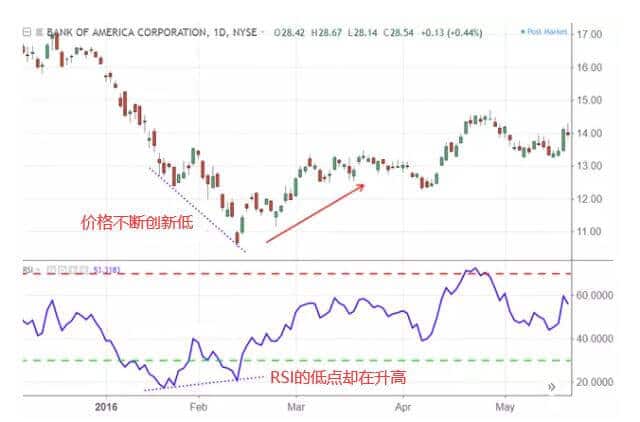 BANK OF AMERICA CORPORATION, 1D, NYSE O28.42 H28.67 L28.14 C28.54 +0.13 (+0.44%)
Post Market
17.00
16.00
15.00
14.00
13.00
12.00
11.00
价格不断创新低
RSI
60.0000
40.0000
20.0000
RSI的低点却在升高
2016 Feb Mar Apr May